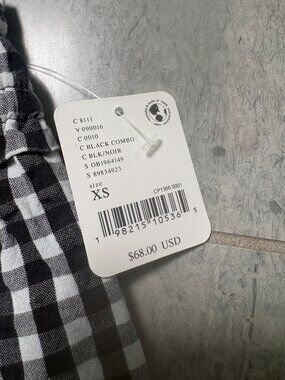 C 8111
V 090016
C 0010
C BLACK COMBO
C BLK/NOIR
S OB1964149
S 89834923
size
XS
CP1366 0001
1 98215 10536 5
$68.00 USD